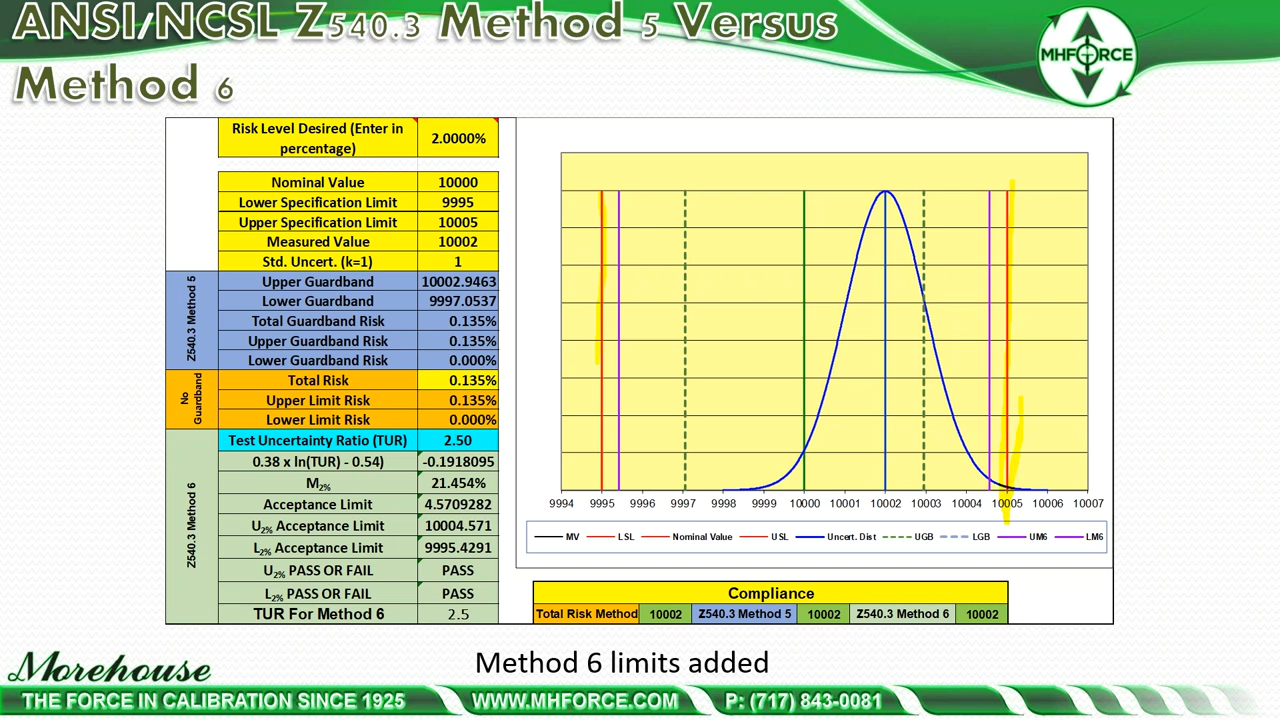 ANSI/NCSL Z540.3 Method 5 Versus
Method 6
MHFORCE
Risk Level Desired (Enter in
percentage) 2.0000%
Nominal Value 10000
Lower Specification Limit 9995
Upper Specification Limit 10005
Measured Value 10002
Std. Uncert. (k=1) 1
Z540.3 Method 5
Upper Guardband 10002.9463
Lower Guardband 9997.0537
Total Guardband Risk 0.135%
Upper Guardband Risk 0.135%
Lower Guardband Risk 0.000%
No
Guardband
Total Risk 0.135%
Upper Limit Risk 0.135%
Lower Limit Risk 0.000%
Z540.3 Method 6
Test Uncertainty Ratio (TUR) 2.50
0.38 x ln(TUR) - 0.54) -0.1918095
M2% 21.454%
Acceptance Limit 4.5709282
U2% Acceptance Limit 10004.571
L2% Acceptance Limit 9995.4291
U2% PASS OR FAIL PASS
L2% PASS OR FAIL PASS
TUR For Method 6 2.5
9994 9995 9996 9997 9998 9999 10000 10001 10002 10003 10004 10005 10006 10007
MV LSL Nominal Value USL Uncert. Dist UGB LGB UM6 LM6
Compliance
Total Risk Method 10002 Z540.3 Method 5 10002 Z540.3 Method 6 10002
Method 6 limits added
Morehouse
THE FORCE IN CALIBRATION SINCE 1925 WWW.MHFORCE.COM P: (717) 843-0081